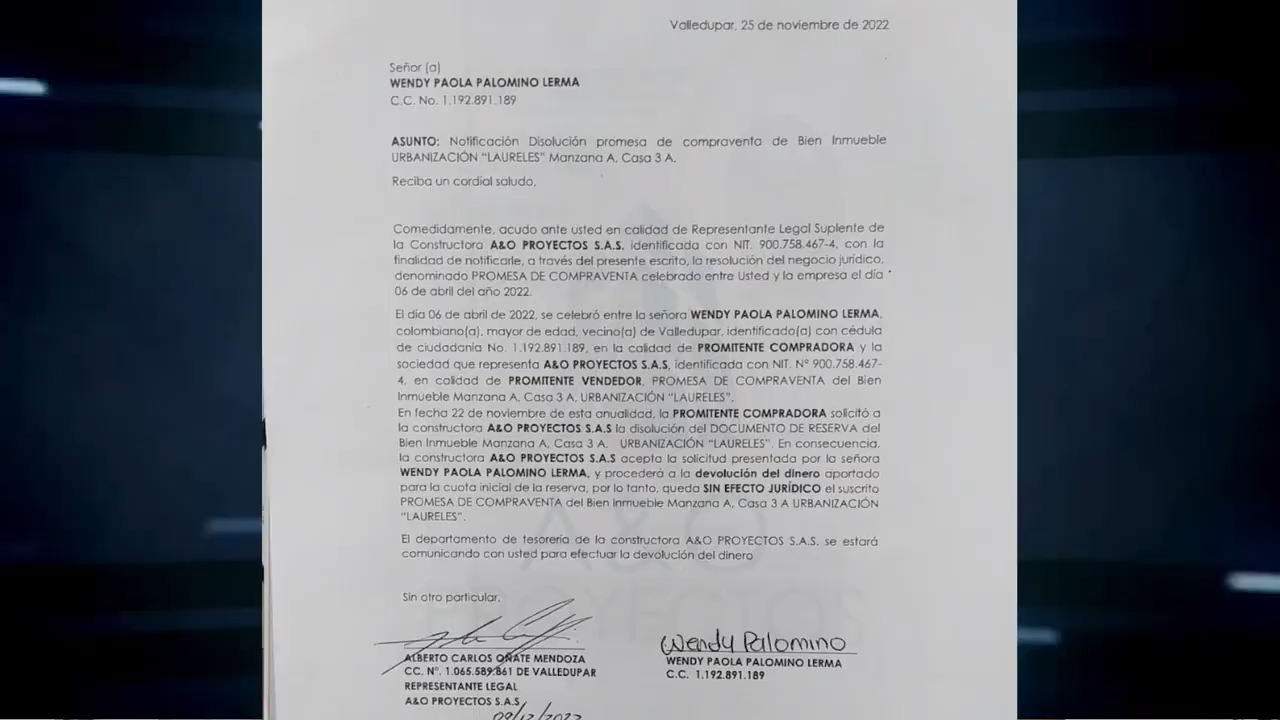 Valledupar, 25 de noviembre de 2022
Señor (a)
WENDY PAOLA PALOMINO LERMA
C.C. No. 1.192.891.189
ASUNTO: Notificación Disolución promesa de compraventa de Bien Inmueble
URBANIZACIÓN “LAURELES” Manzana A, Casa 3 A.
Reciba un cordial saludo,
Comedidamente, acudo ante usted en calidad de Representante Legal Suplente de
la Constructora A&O PROYECTOS S.A.S. identificada con NIT. 900.758.467-4, con la
finalidad de notificarle, a través del presente escrito, la resolución del negocio jurídico,
denominado PROMESA DE COMPRAVENTA celebrado entre Usted y la empresa el día
06 de abril del año 2022.
El día 06 de abril de 2022, se celebró entre la señora WENDY PAOLA PALOMINO LERMA,
colombiano(a), mayor de edad, vecino(a) de Valledupar, identificado(a) con cédula
de ciudadanía No. 1.192.891.189, en la calidad de PROMITENTE COMPRADORA y la
sociedad que representa A&O PROYECTOS S.A.S, identificada con NIT. Nº 900.758.467-
4, en calidad de PROMITENTE VENDEDOR, PROMESA DE COMPRAVENTA del Bien
Inmueble Manzana A, Casa 3 A, URBANIZACIÓN “LAURELES”.
En fecha 22 de noviembre de esta anualidad, la PROMITENTE COMPRADORA solicitó a
la constructora A&O PROYECTOS S.A.S la disolución del DOCUMENTO DE RESERVA del
Bien Inmueble Manzana A, Casa 3 A. URBANIZACIÓN “LAURELES”. En consecuencia,
la constructora A&O PROYECTOS S.A.S acepta la solicitud presentada por la señora
WENDY PAOLA PALOMINO LERMA, y procederá a la devolución del dinero aportado
para la cuota inicial de la reserva, por lo tanto, queda SIN EFECTO JURÍDICO el suscrito
PROMESA DE COMPRAVENTA del Bien Inmueble Manzana A, Casa 3 A URBANIZACIÓN
“LAURELES”.
El departamento de tesorería de la constructora A&O PROYECTOS S.A.S. se estará
comunicando con usted para efectuar la devolución del dinero
A&O
PROYECTOS
Sin otro particular,
Wendy Palomino
ALBERTO CARLOS OÑATE MENDOZA
CC. Nº. 1.065.589.861 DE VALLEDUPAR
REPRESENTANTE LEGAL
A&O PROYECTOS S.A.S
WENDY PAOLA PALOMINO LERMA
C.C. 1.192.891.189
09/12/2022